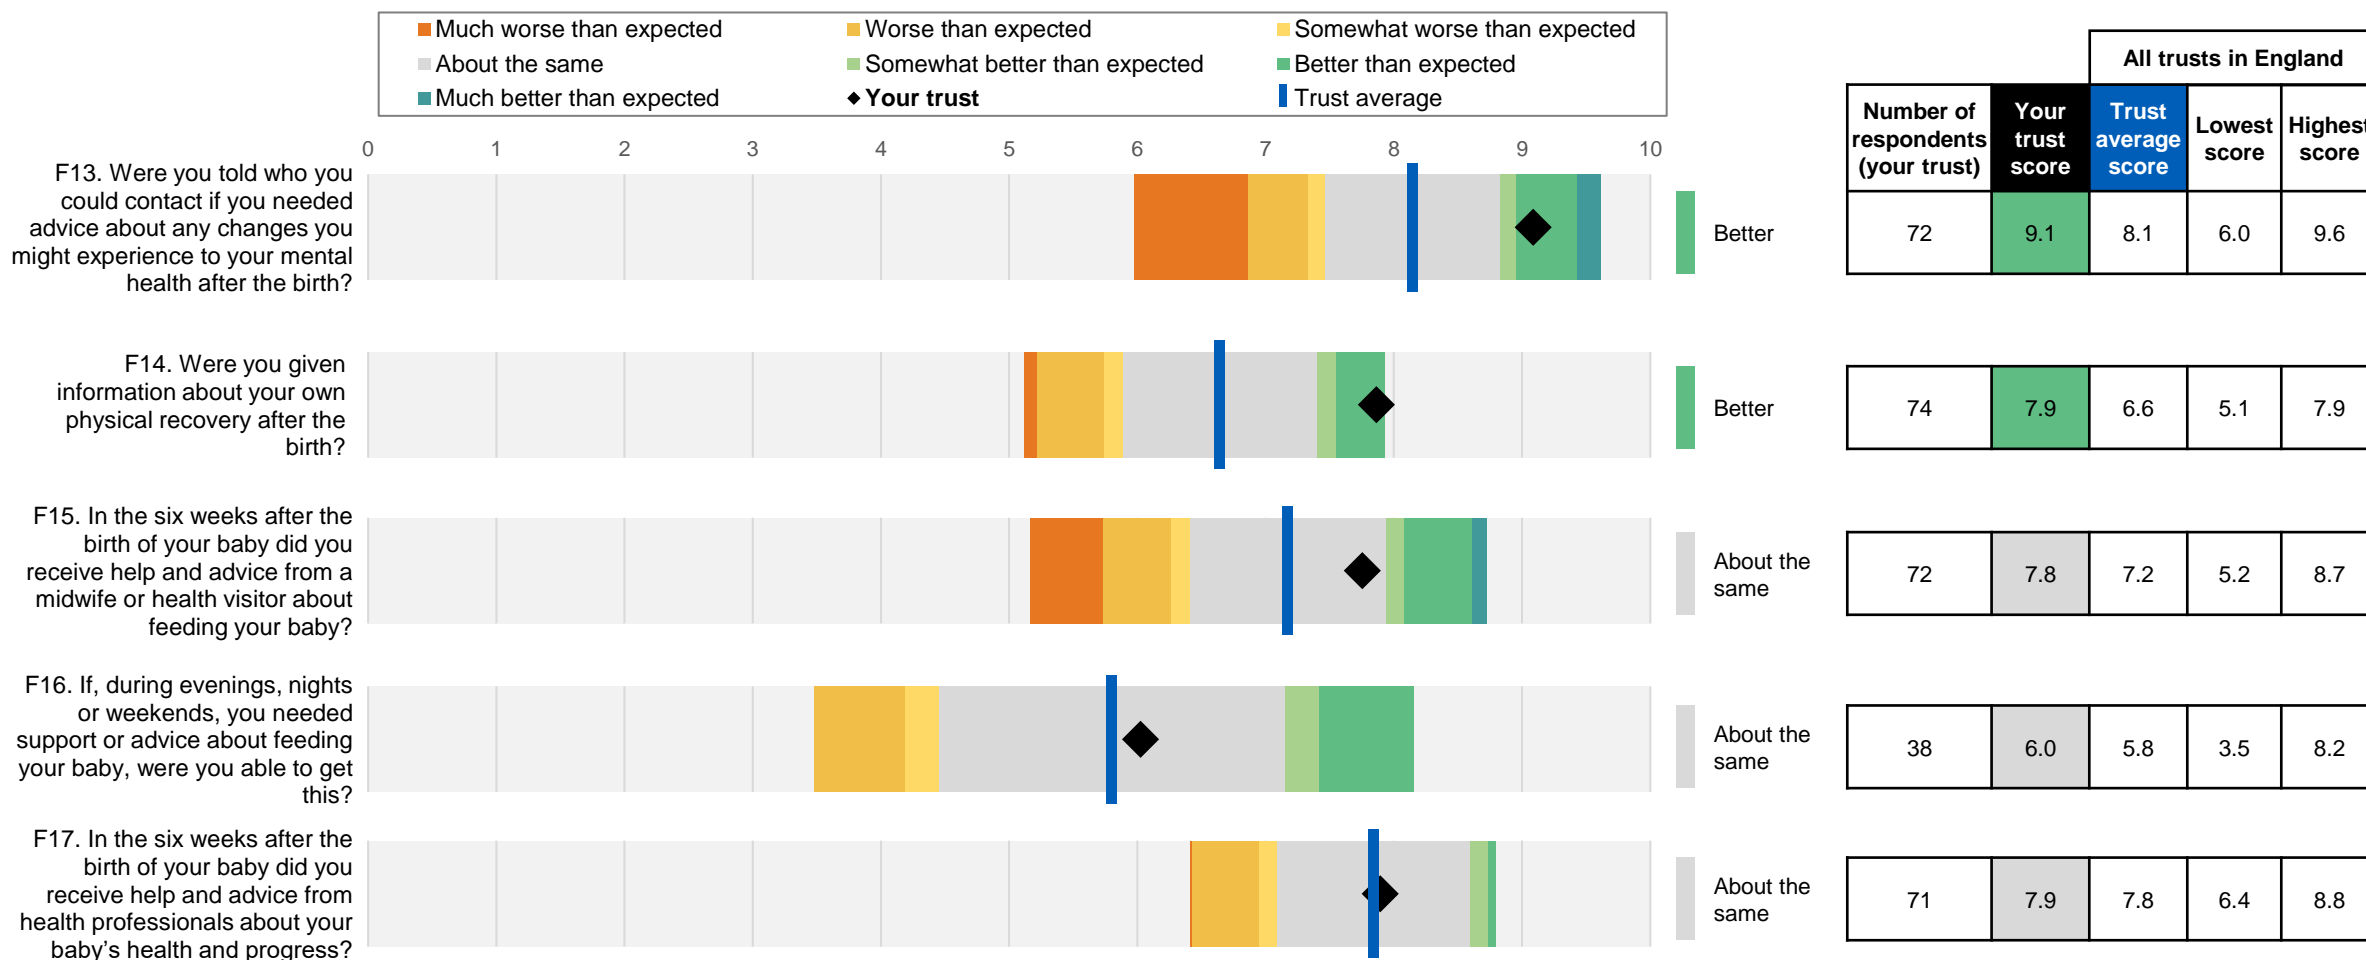 Much worse than expected
Worse than expected
Somewhat worse than expected
About the same
Somewhat better than expected
Better than expected
Much better than expected
Your trust
Trust average
All trusts in England
Number of respondents (your trust)
Your trust score
Trust average score
Lowest score
Highest score
0 1 2 3 4 5 6 7 8 9 10
F13. Were you told who you
could contact if you needed
advice about any changes you
might experience to your mental
health after the birth?
Better
72 9.1 8.1 6.0 9.6
F14. Were you given
information about your own
physical recovery after the
birth?
Better
74 7.9 6.6 5.1 7.9
F15. In the six weeks after the
birth of your baby did you
receive help and advice from a
midwife or health visitor about
feeding your baby?
About the
same
72 7.8 7.2 5.2 8.7
F16. If, during evenings, nights
or weekends, you needed
support or advice about feeding
your baby, were you able to get
this?
About the
same
38 6.0 5.8 3.5 8.2
F17. In the six weeks after the
birth of your baby did you
receive help and advice from
health professionals about your
baby's health and progress?
About the
same
71 7.9 7.8 6.4 8.8